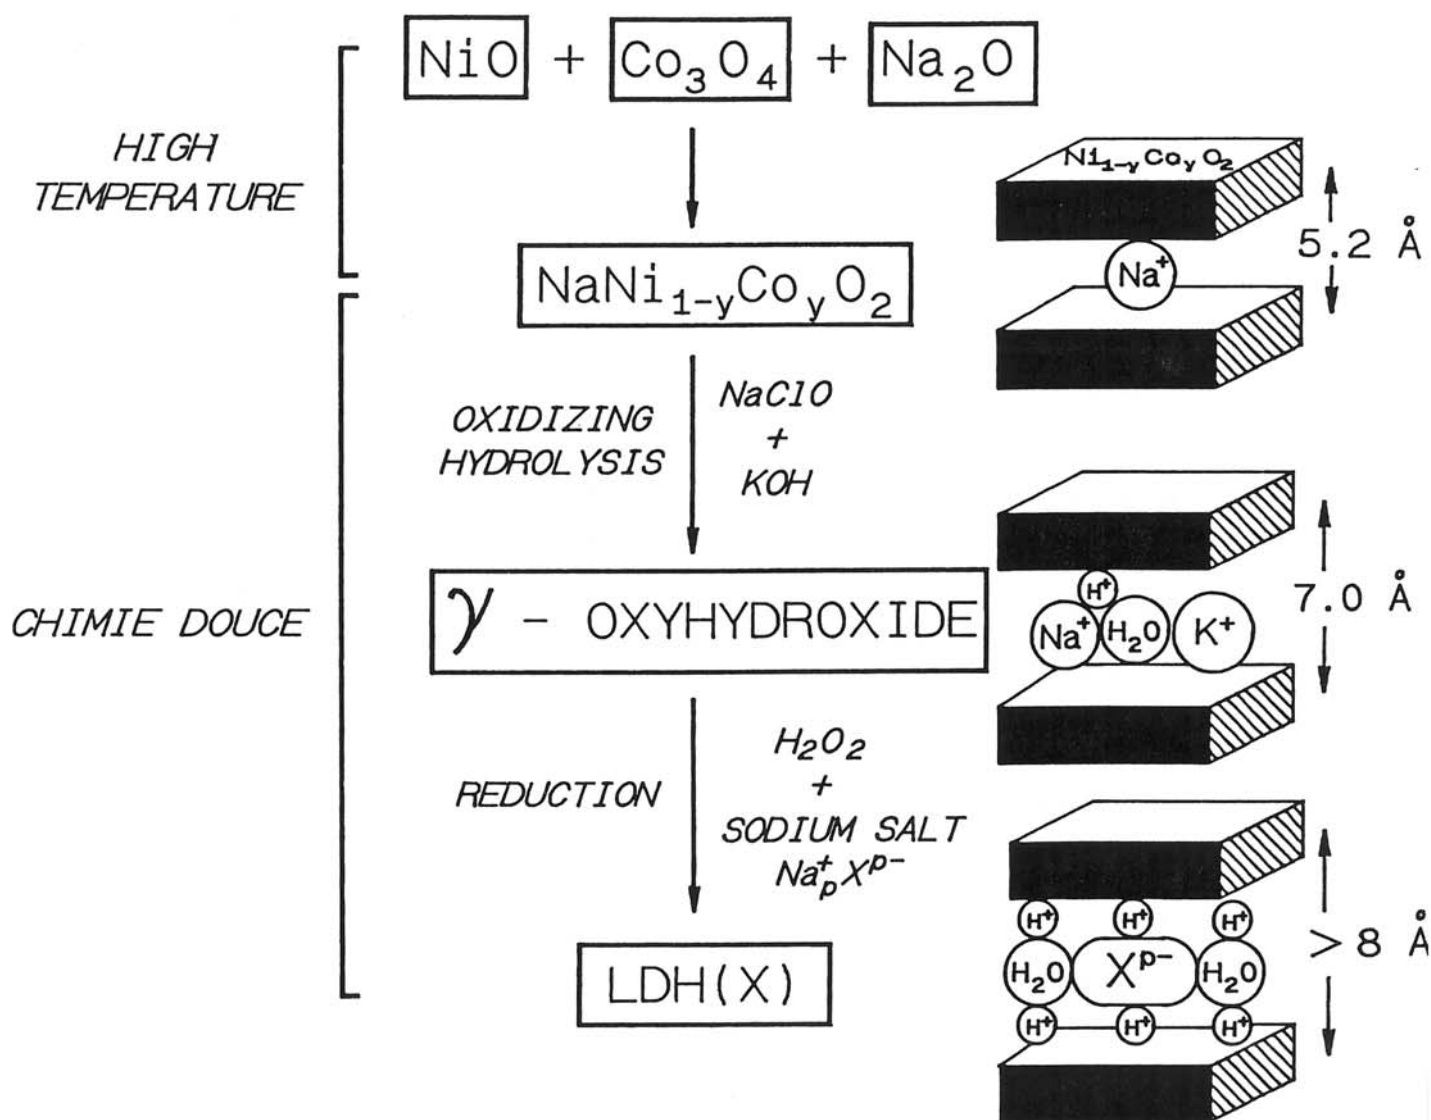 NiO + Co₃O₄ + Na₂O
HIGH
TEMPERATURE
Ni₁₋ᵧCoᵧO₂
5.2 Å
Na⁺
NaNi₁₋yCoyO₂
OXIDIZING
HYDROLYSIS
NaClO
+
KOH
CHIMIE DOUCE
γ - OXYHYDROXIDE
H⁺
Na⁺ H₂O K⁺
7.0 Å
REDUCTION
H₂O₂
+
SODIUM SALT
Na⁺pXᵖ⁻
LDH(X)
H⁺ H⁺ H⁺
H₂O Xᵖ⁻ H₂O
H⁺ H⁺ H⁺
>8 Å